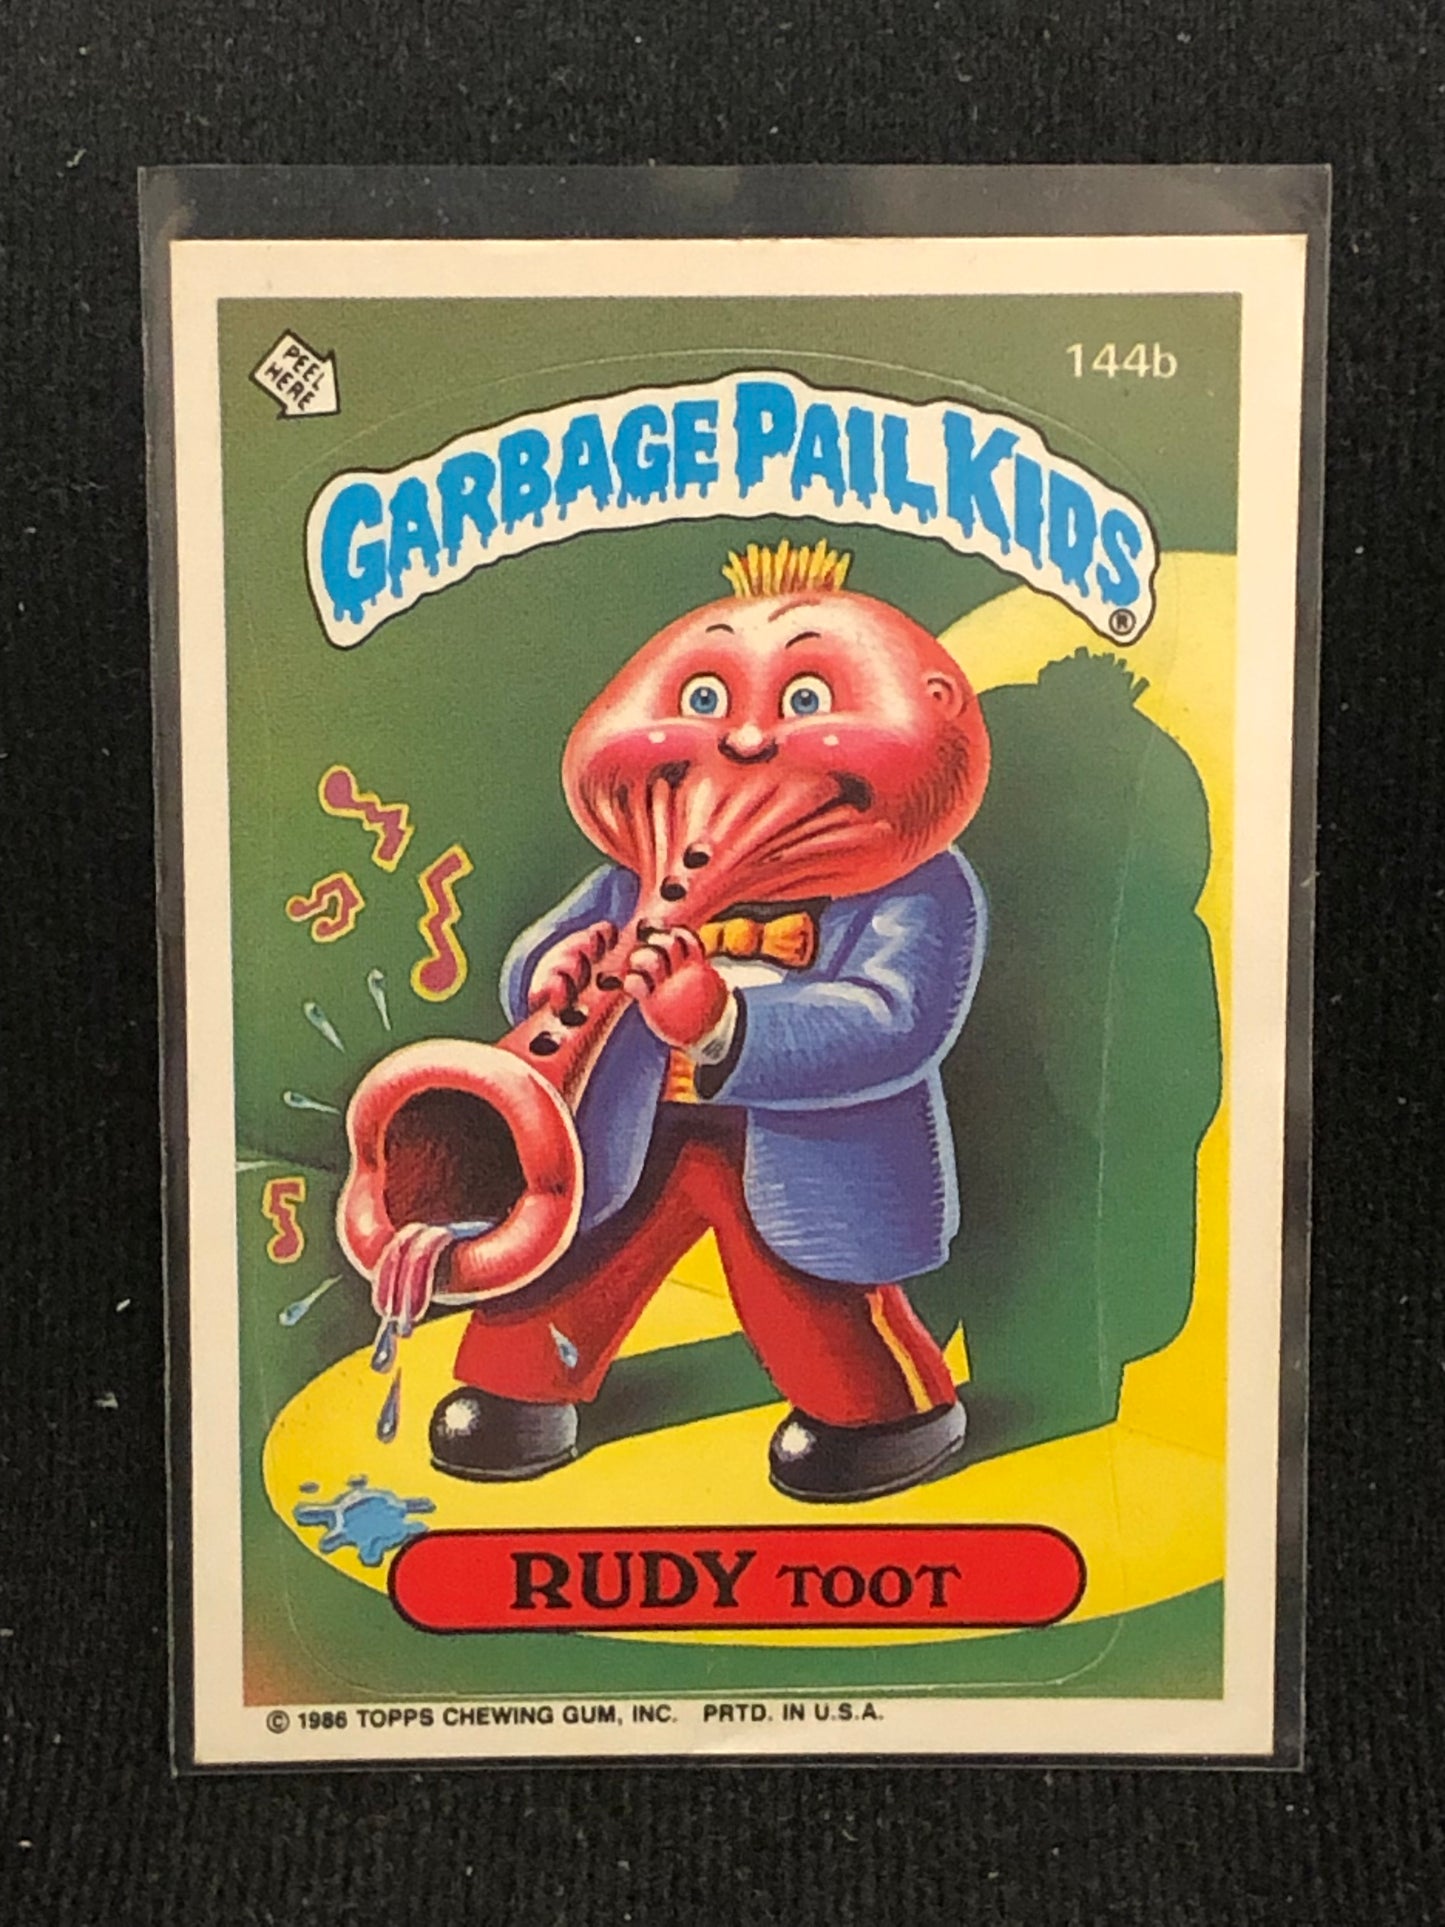 PEEL
HERE
144b
GARBAGE PAIL KIDS
®
RUDY TOOT
© 1986 TOPPS CHEWING GUM, INC. PRTD. IN U.S.A.